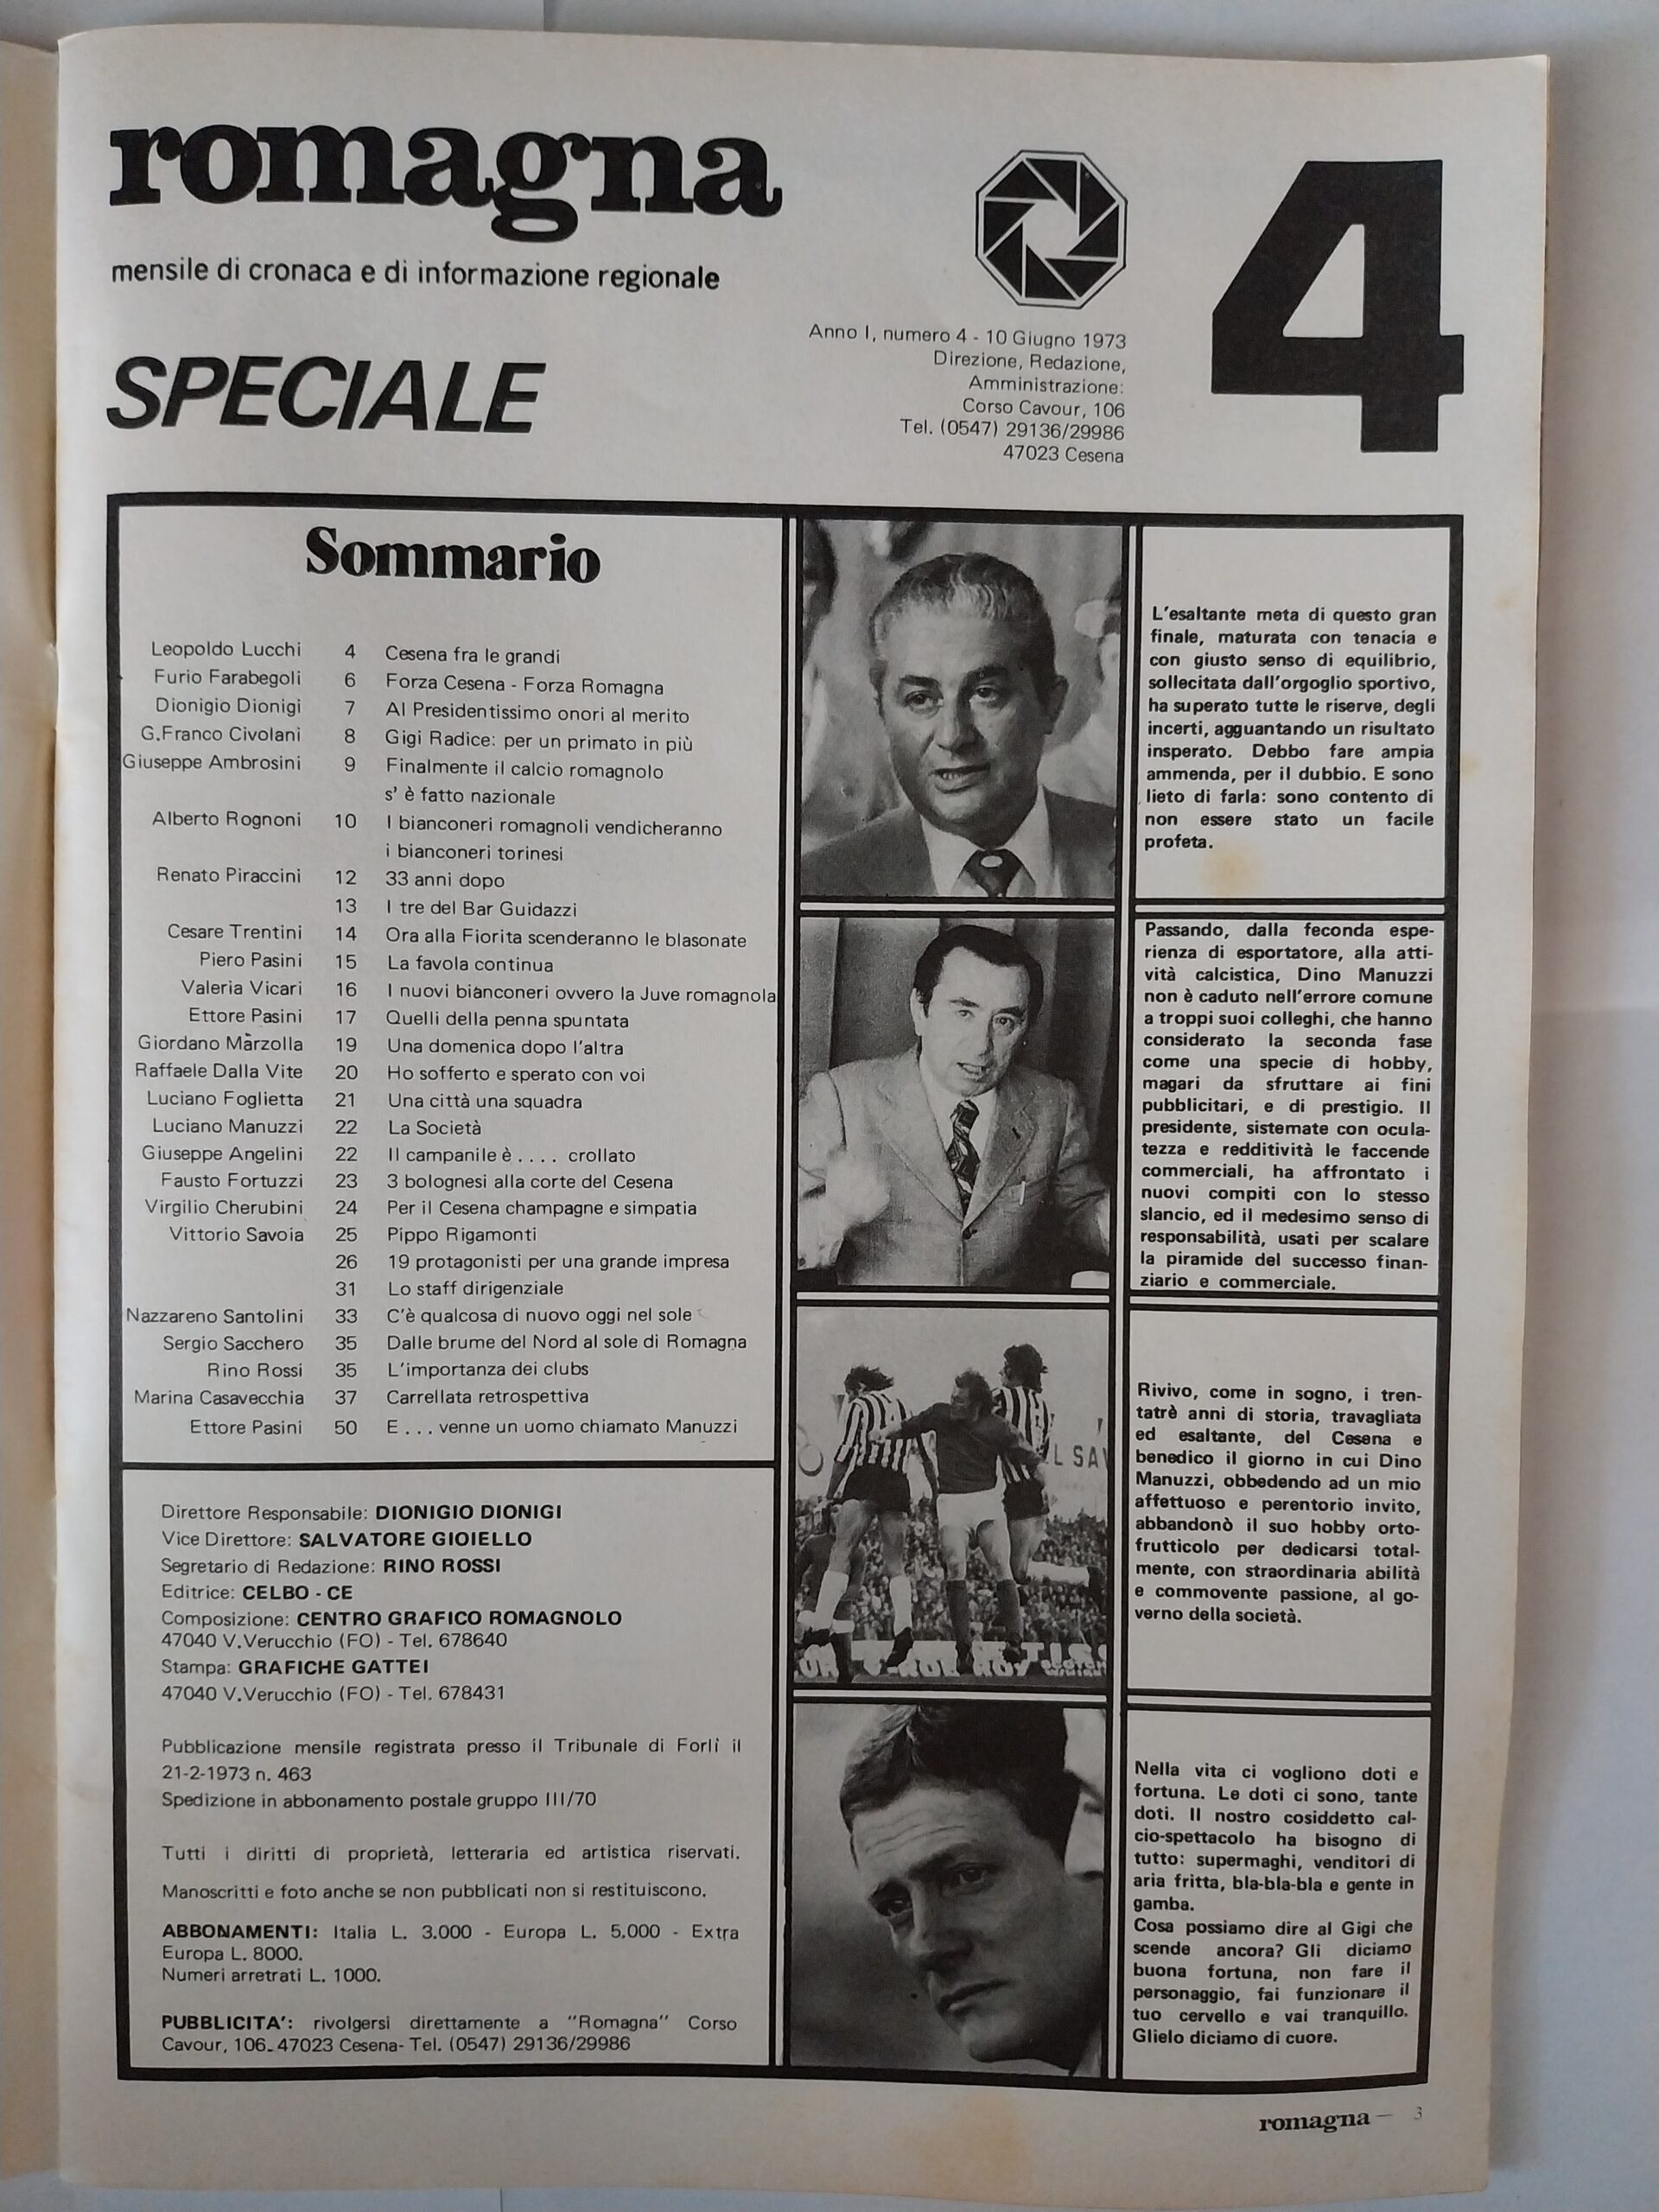 romagna
mensile di cronaca e di informazione regionale
SPECIALE
Anno I, numero 4 - 10 Giugno 1973
Direzione, Redazione,
Amministrazione:
Corso Cavour, 106
Tel. (0547) 29136/29986
47023 Cesena
4
Sommario
Leopoldo Lucchi 4 Cesena fra le grandi
Furio Farabegoli 6 Forza Cesena - Forza Romagna
Dionigio Dionigi 7 Al Presidentissimo onori al merito
G.Franco Civolani 8 Gigi Radice: per un primato in più
Giuseppe Ambrosini 9 Finalmente il calcio romagnolo
s' è fatto nazionale
Alberto Rognoni 10 I bianconeri romagnoli vendicheranno
i bianconeri torinesi
Renato Piraccini 12 33 anni dopo
13 I tre del Bar Guidazzi
Cesare Trentini 14 Ora alla Fiorita scenderanno le blasonate
Piero Pasini 15 La favola continua
Valeria Vicari 16 I nuovi bianconeri ovvero la Juve romagnola
Ettore Pasini 17 Quelli della penna spuntata
Giordano Marzolla 19 Una domenica dopo l'altra
Raffaele Dalla Vite 20 Ho sofferto e sperato con voi
Luciano Foglietta 21 Una città una squadra
Luciano Manuzzi 22 La Società
Giuseppe Angelini 22 Il campanile è .... crollato
Fausto Fortuzzi 23 3 bolognesi alla corte del Cesena
Virgilio Cherubini 24 Per il Cesena champagne e simpatia
Vittorio Savoia 25 Pippo Rigamonti
26 19 protagonisti per una grande impresa
31 Lo staff dirigenziale
Nazzareno Santolini 33 C'è qualcosa di nuovo oggi nel sole
Sergio Sacchero 35 Dalle brume del Nord al sole di Romagna
Rino Rossi 35 L'importanza dei clubs
Marina Casavecchia 37 Carrellata retrospettiva
Ettore Pasini 50 E ... venne un uomo chiamato Manuzzi
Direttore Responsabile: DIONIGIO DIONIGI
Vice Direttore: SALVATORE GIOIELLO
Segretario di Redazione: RINO ROSSI
Editrice: CELBO - CE
Composizione: CENTRO GRAFICO ROMAGNOLO
47040 V.Verucchio (FO) - Tel. 678640
Stampa: GRAFICHE GATTEI
47040 V.Verucchio (FO) - Tel. 678431
Pubblicazione mensile registrata presso il Tribunale di Forlì il
21-2-1973 n. 463
Spedizione in abbonamento postale gruppo III/70
Tutti i diritti di proprietà, letteraria ed artistica riservati.
Manoscritti e foto anche se non pubblicati non si restituiscono.
ABBONAMENTI: Italia L. 3.000 - Europa L. 5.000 - Extra
Europa L. 8000.
Numeri arretrati L. 1000.
PUBBLICITA': rivolgersi direttamente a "Romagna" Corso
Cavour, 106- 47023 Cesena- Tel. (0547) 29136/29986
L'esaltante meta di questo gran
finale, maturata con tenacia e
con giusto senso di equilibrio,
sollecitata dall'orgoglio sportivo,
ha superato tutte le riserve, degli
incerti, agguantando un risultato
insperato. Debbo fare ampia
ammenda, per il dubbio. E sono
lieto di farla: sono contento di
non essere stato un facile
profeta.
Passando, dalla feconda espe-
rienza di esportatore, alla atti-
vità calcistica, Dino Manuzzi
non è caduto nell'errore comune
a troppi suoi colleghi, che hanno
considerato la seconda fase
come una specie di hobby,
magari da sfruttare ai fini
pubblicitari, e di prestigio. Il
presidente, sistemate con ocula-
tezza e redditività le faccende
commerciali, ha affrontato i
nuovi compiti con lo stesso
slancio, ed il medesimo senso di
responsabilità, usati per scalare
la piramide del successo finan-
ziario e commerciale.
Rivivo, come in sogno, i tren-
tatrè anni di storia, travagliata
ed esaltante, del Cesena e
benedico il giorno in cui Dino
Manuzzi, obbedendo ad un mio
affettuoso e perentorio invito,
abbandonò il suo hobby orto-
frutticolo per dedicarsi total-
mente, con straordinaria abilità
e commovente passione, al go-
verno della società.
Nella vita ci vogliono doti e
fortuna. Le doti ci sono, tante
doti. Il nostro cosiddetto cal-
cio-spettacolo ha bisogno di
tutto: supermaghi, venditori di
aria fritta, bla-bla-bla e gente in
gamba.
Cosa possiamo dire al Gigi che
scende ancora? Gli diciamo
buona fortuna, non fare il
personaggio, fai funzionare il
tuo cervello e vai tranquillo.
Glielo diciamo di cuore.
romagna — 3